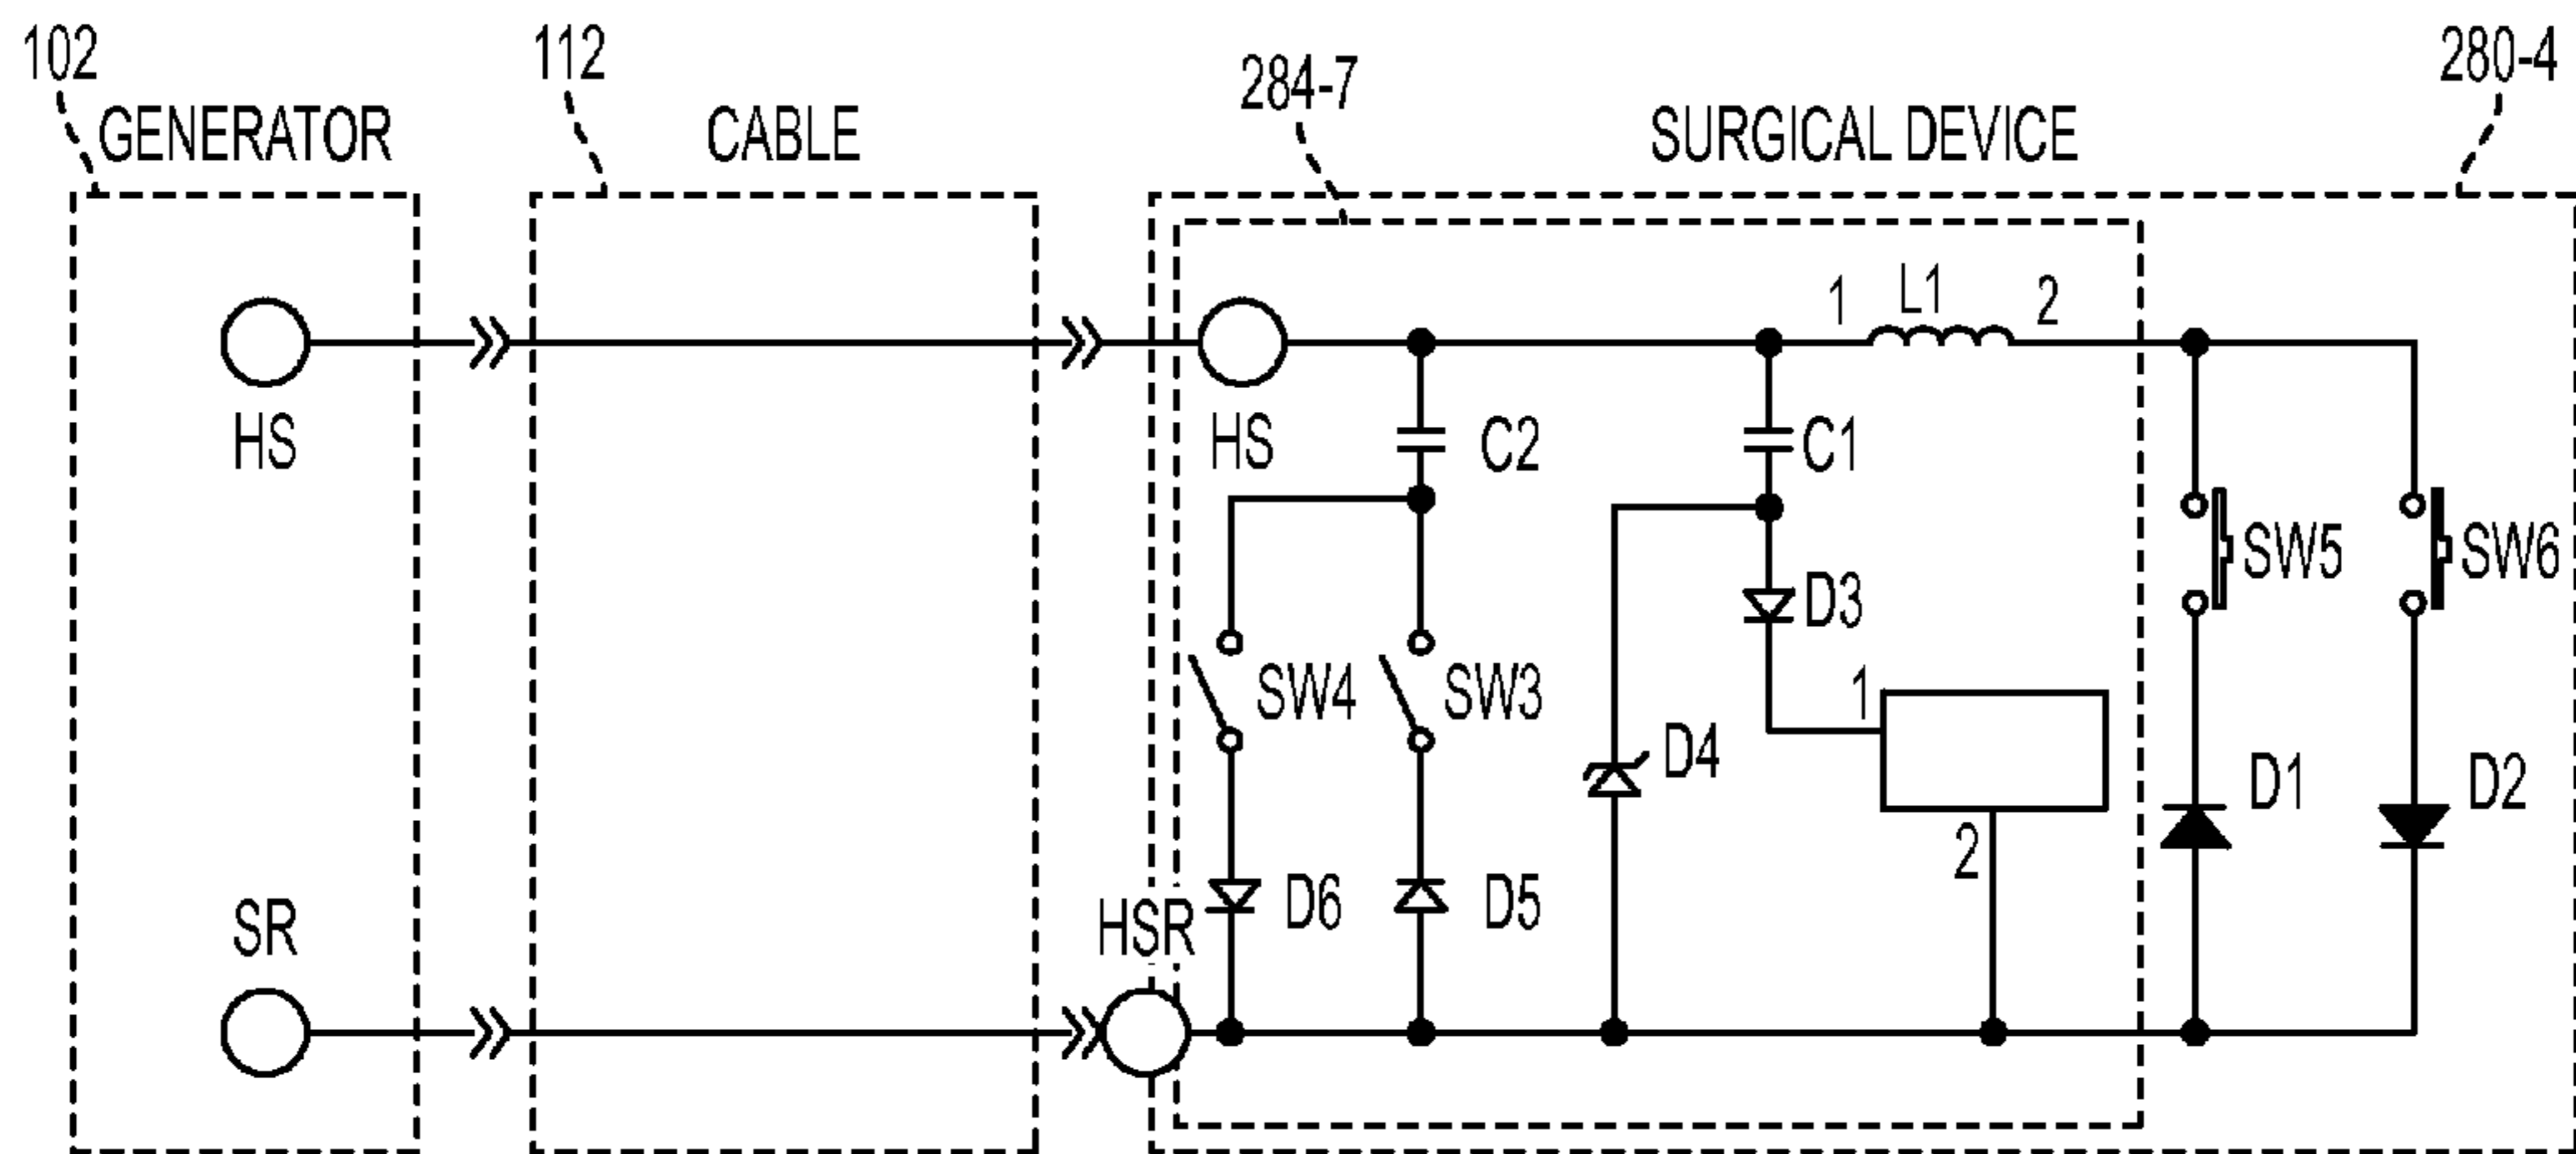 102
112
284-7
280-4
GENERATOR
CABLE
SURGICAL DEVICE
1
L1
2
HS
HS
C2
C1
SW5
SW6
D3
SW4
SW3
1
D4
D1
D2
2
SR
HSR
D6
D5